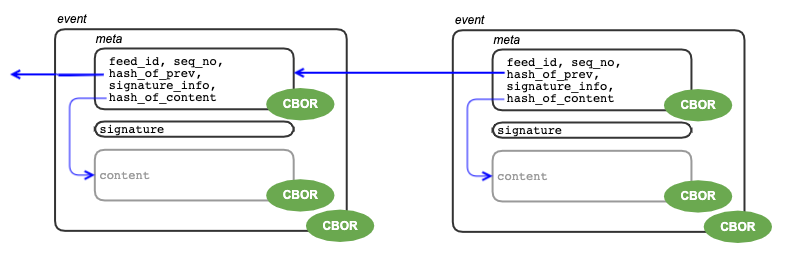 event
meta
feed_id, seq_no,
hash_of_prev,
signature_info,
hash_of_content
CBOR
signature
content
CBOR
CBOR
event
meta
feed_id, seq_no,
hash_of_prev,
signature_info,
hash_of_content
CBOR
signature
content
CBOR
CBOR